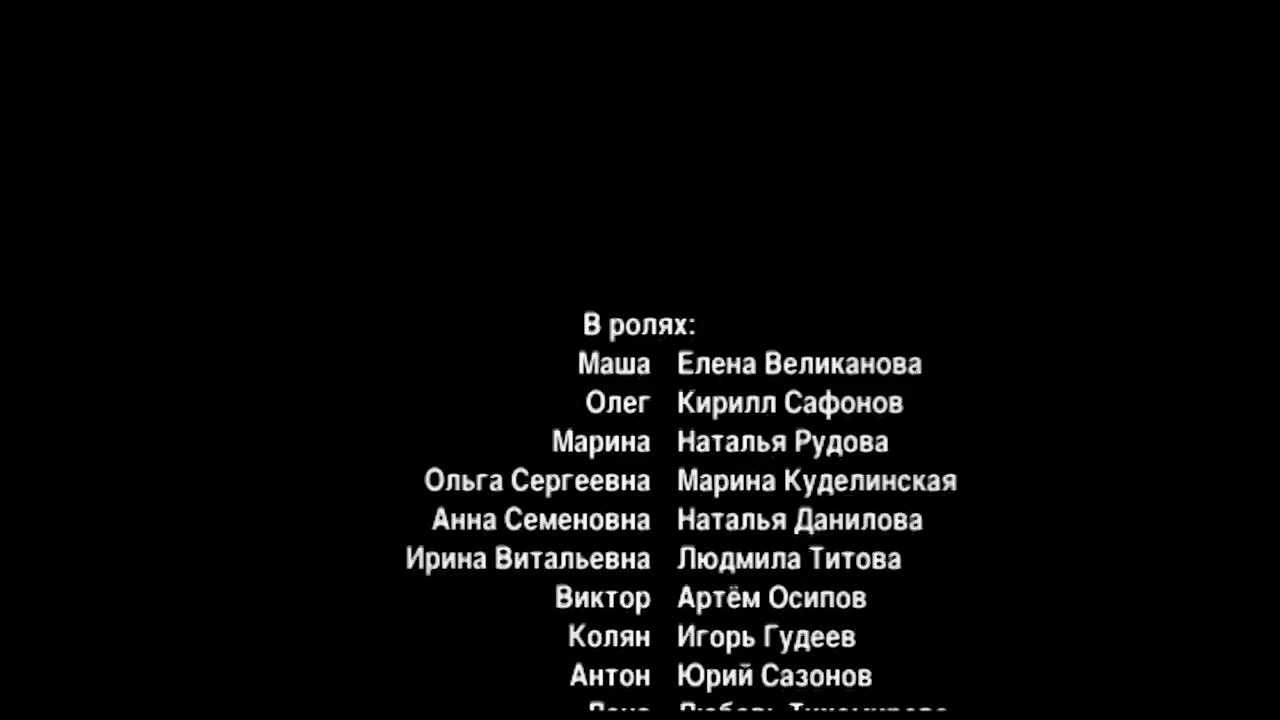 В ролях:
Маша Елена Великанова
Олег Кирилл Сафонов
Марина Наталья Рудова
Ольга Сергеевна Марина Куделинская
Анна Семеновна Наталья Данилова
Ирина Витальевна Людмила Титова
Виктор Артём Осипов
Колян Игорь Гудеев
Антон Юрий Сазонов